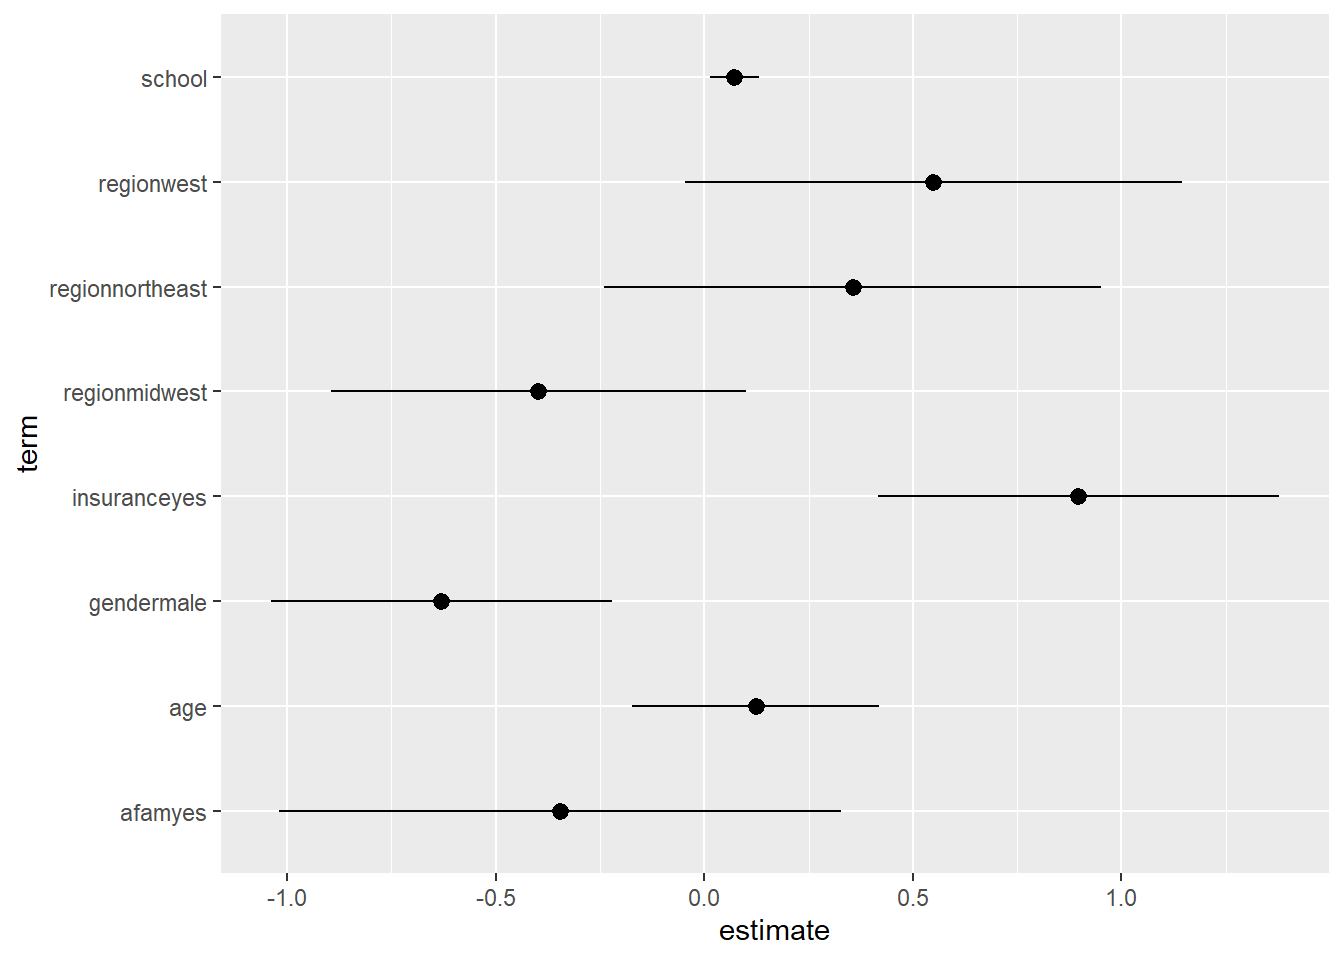 school
regionwest
regionnortheast
regionmidwest
insuranceyes
gendermale
age
afamyes
term
-1.0 -0.5 0.0 0.5 1.0
estimate